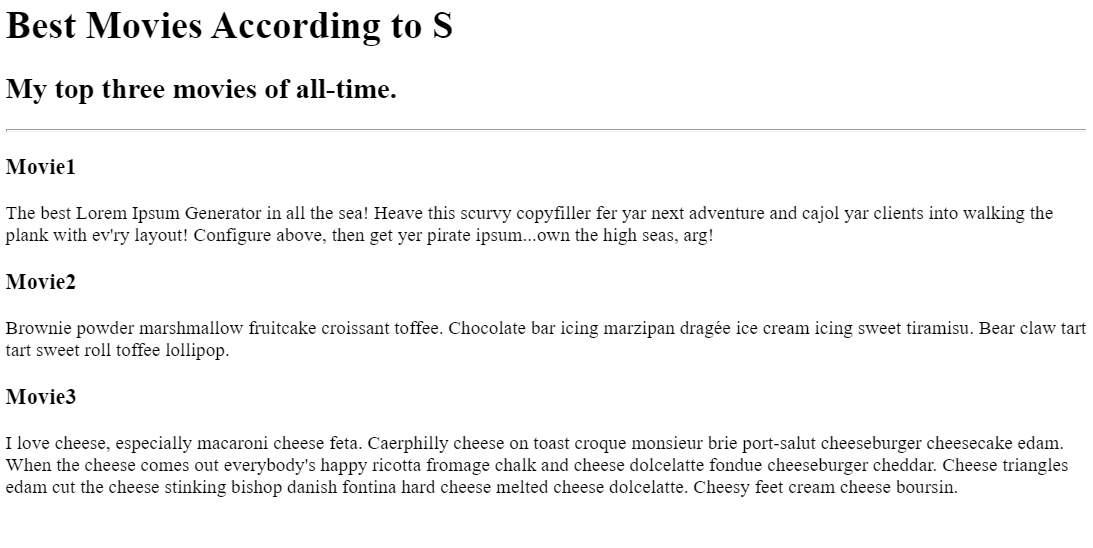 Best Movies According to S
My top three movies of all-time.
Movie1
The best Lorem Ipsum Generator in all the sea! Heave this scurvy copyfiller fer yar next adventure and cajol yar clients into walking the
plank with ev'ry layout! Configure above, then get yer pirate ipsum...own the high seas, arg!
Movie2
Brownie powder marshmallow fruitcake croissant toffee. Chocolate bar icing marzipan dragée ice cream icing sweet tiramisu. Bear claw tart
tart sweet roll toffee lollipop.
Movie3
I love cheese, especially macaroni cheese feta. Caerphilly cheese on toast croque monsieur brie port-salut cheeseburger cheesecake edam.
When the cheese comes out everybody's happy ricotta fromage chalk and cheese dolcelatte fondue cheeseburger cheddar. Cheese triangles
edam cut the cheese stinking bishop danish fontina hard cheese melted cheese dolcelatte. Cheesy feet cream cheese boursin.